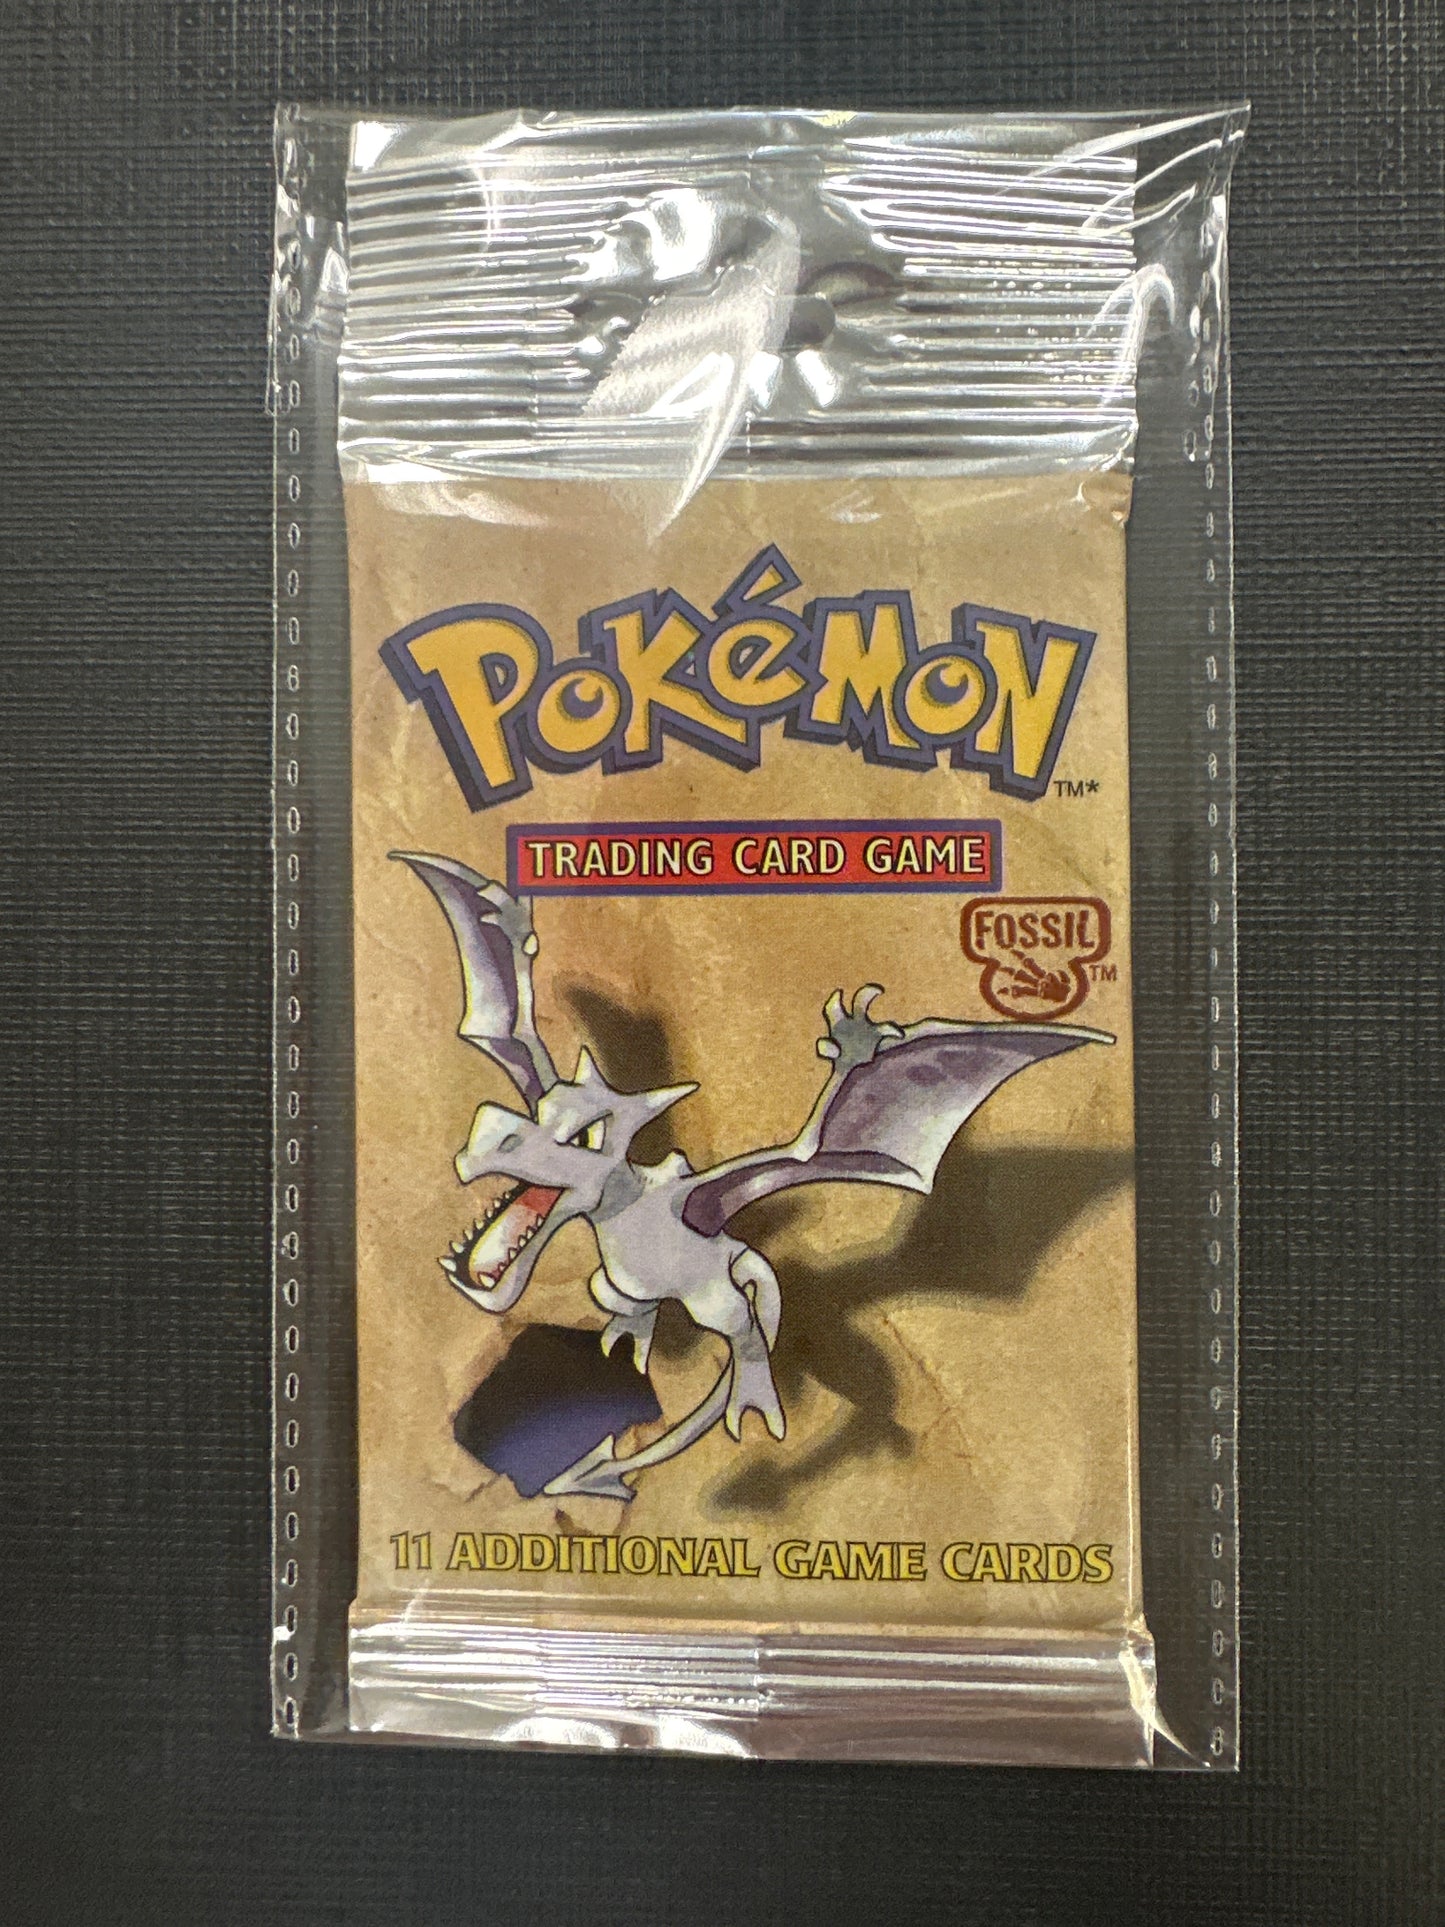 POKéMON
TM*
TRADING CARD GAME
FOSSIL
TM
11 ADDITIONAL GAME CARDS